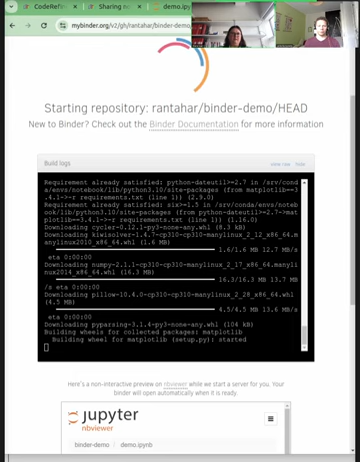 CodeRefin
Sharing no
demo.ipy
mybinder.org/v2/gh/rantahar/binder-demo
Starting repository: rantahar/binder-demo/HEAD
New to Binder? Check out the Binder Documentation for more information
Build logs
view raw
hide
Requirement already satisfied: python-dateutil>=2.7 in /srv/cond
a/envs/notebook/lib/python3.10/site-packages (from matplotlib==3
.4.1->-r requirements.txt (line 1)) (2.9.0)
Requirement already satisfied: six>=1.5 in /srv/conda/envs/noteb
ook/lib/python3.10/site-packages (from python-dateutil>=2.7->mat
plotlib==3.4.1->-r requirements.txt (line 1)) (1.16.0)
Downloading cycler-0.12.1-py3-none-any.whl (8.3 kB)
Downloading kiwisolver-1.4.7-cp310-cp310-manylinux_2_12_x86_64.m
anylinux2010_x86_64.whl (1.6 MB)
1.6/1.6 MB 12.7 MB/s
eta 0:00:00
Downloading numpy-2.1.1-cp310-cp310-manylinux_2_17_x86_64.manyli
nux2014_x86_64.whl (16.3 MB)
16.3/16.3 MB 13.7 MB
/s eta 0:00:00
Downloading pillow-10.4.0-cp310-cp310-manylinux_2_28_x86_64.whl
(4.5 MB)
4.5/4.5 MB 13.6 MB/s
eta 0:00:00
Downloading pyparsing-3.1.4-py3-none-any.whl (104 kB)
Building wheels for collected packages: matplotlib
Building wheel for matplotlib (setup.py): started
Here's a non-interactive preview on nbviewer while we start a server for you. Your
binder will open automatically when it is ready.
jupyter
nbviewer
binder-demo / demo.ipynb